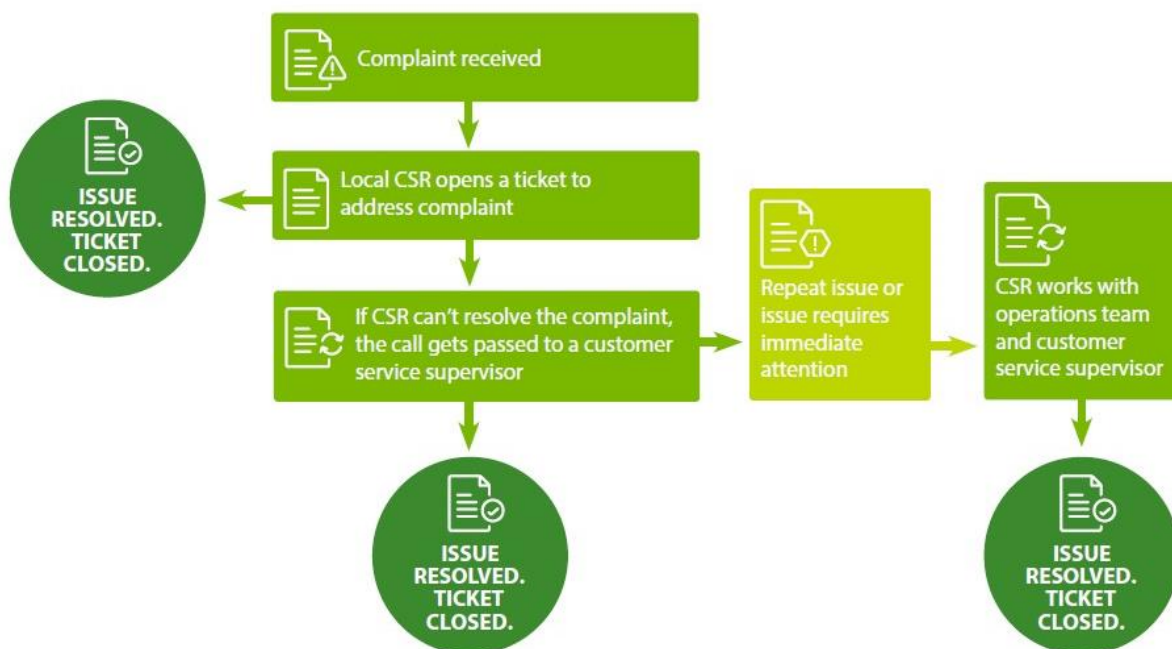 Complaint received
Local CSR opens a ticket to
address complaint
ISSUE
RESOLVED.
TICKET
CLOSED.
If CSR can’t resolve the complaint,
the call gets passed to a customer
service supervisor
Repeat issue or
issue requires
immediate
attention
CSR works with
operations team
and customer
service supervisor
ISSUE
RESOLVED.
TICKET
CLOSED.
ISSUE
RESOLVED.
TICKET
CLOSED.